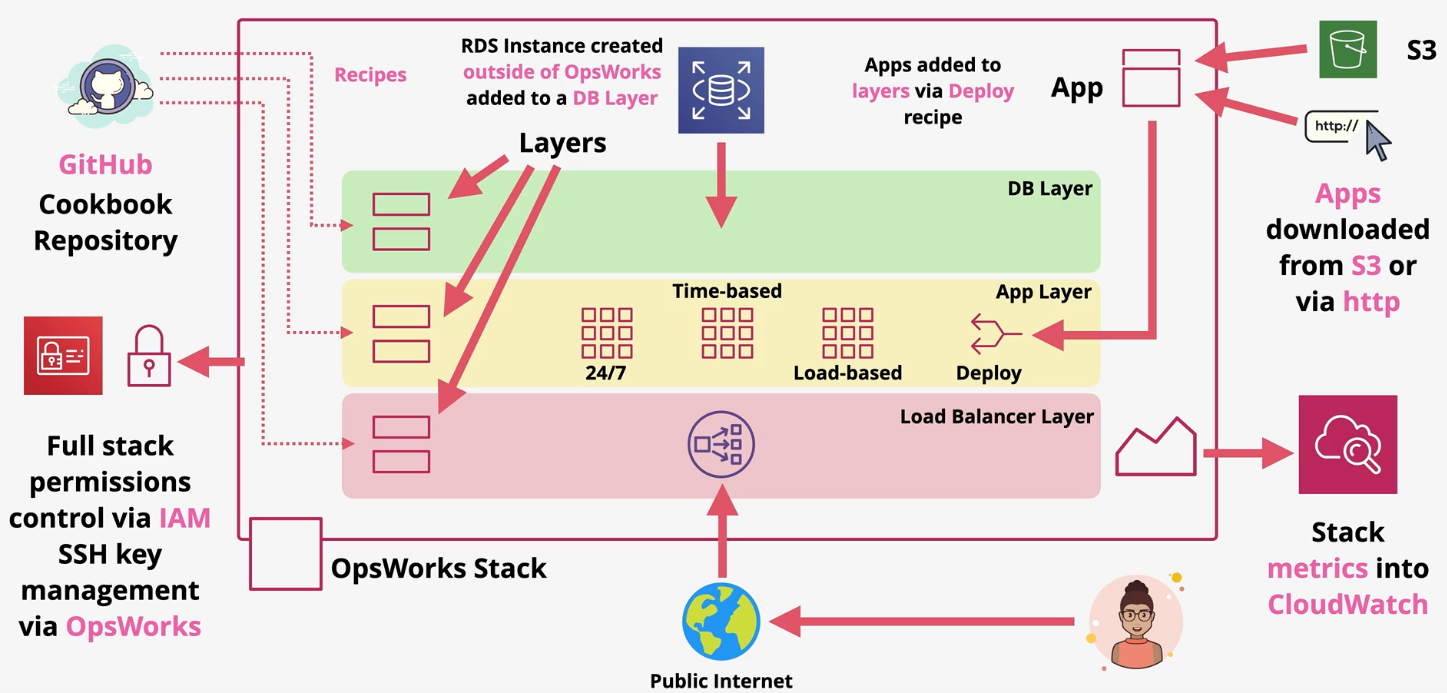 RDS Instance created
outside of OpsWorks
added to a DB Layer
Recipes
Layers
Apps added to
layers via Deploy
recipe
App
S3
http://
GitHub
Cookbook
Repository
Apps
downloaded
from S3 or
via http
DB Layer
App Layer
Time-based
24/7
Load-based
Deploy
Load Balancer Layer
Full stack
permissions
control via IAM
SSH key
management
via OpsWorks
OpsWorks Stack
Stack
metrics into
CloudWatch
Public Internet